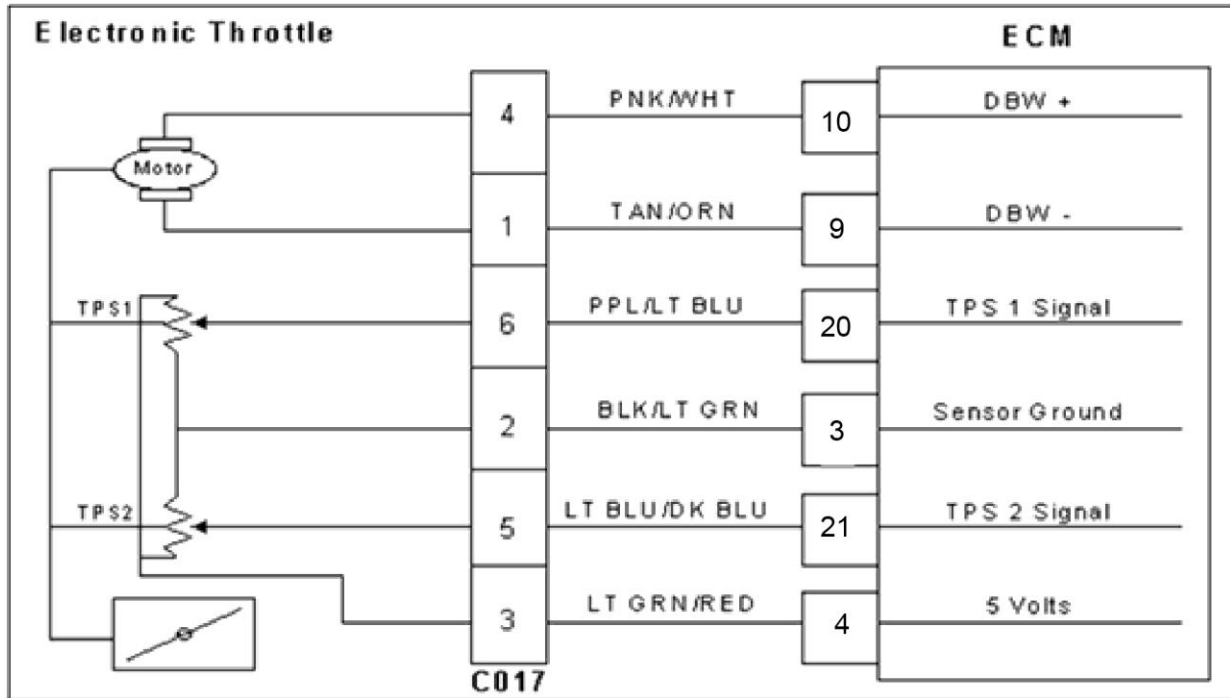 Electronic Throttle
ECM
4
PNK/WHT
10
DBW +
Motor
1
TAN/ORN
9
DBW -
TPS1
6
PPL/LT BLU
20
TPS 1 Signal
2
BLK/LT GRN
3
Sensor Ground
TPS2
5
LT BLU/DK BLU
21
TPS 2 Signal
3
LT GRN/RED
4
5 Volts
C017